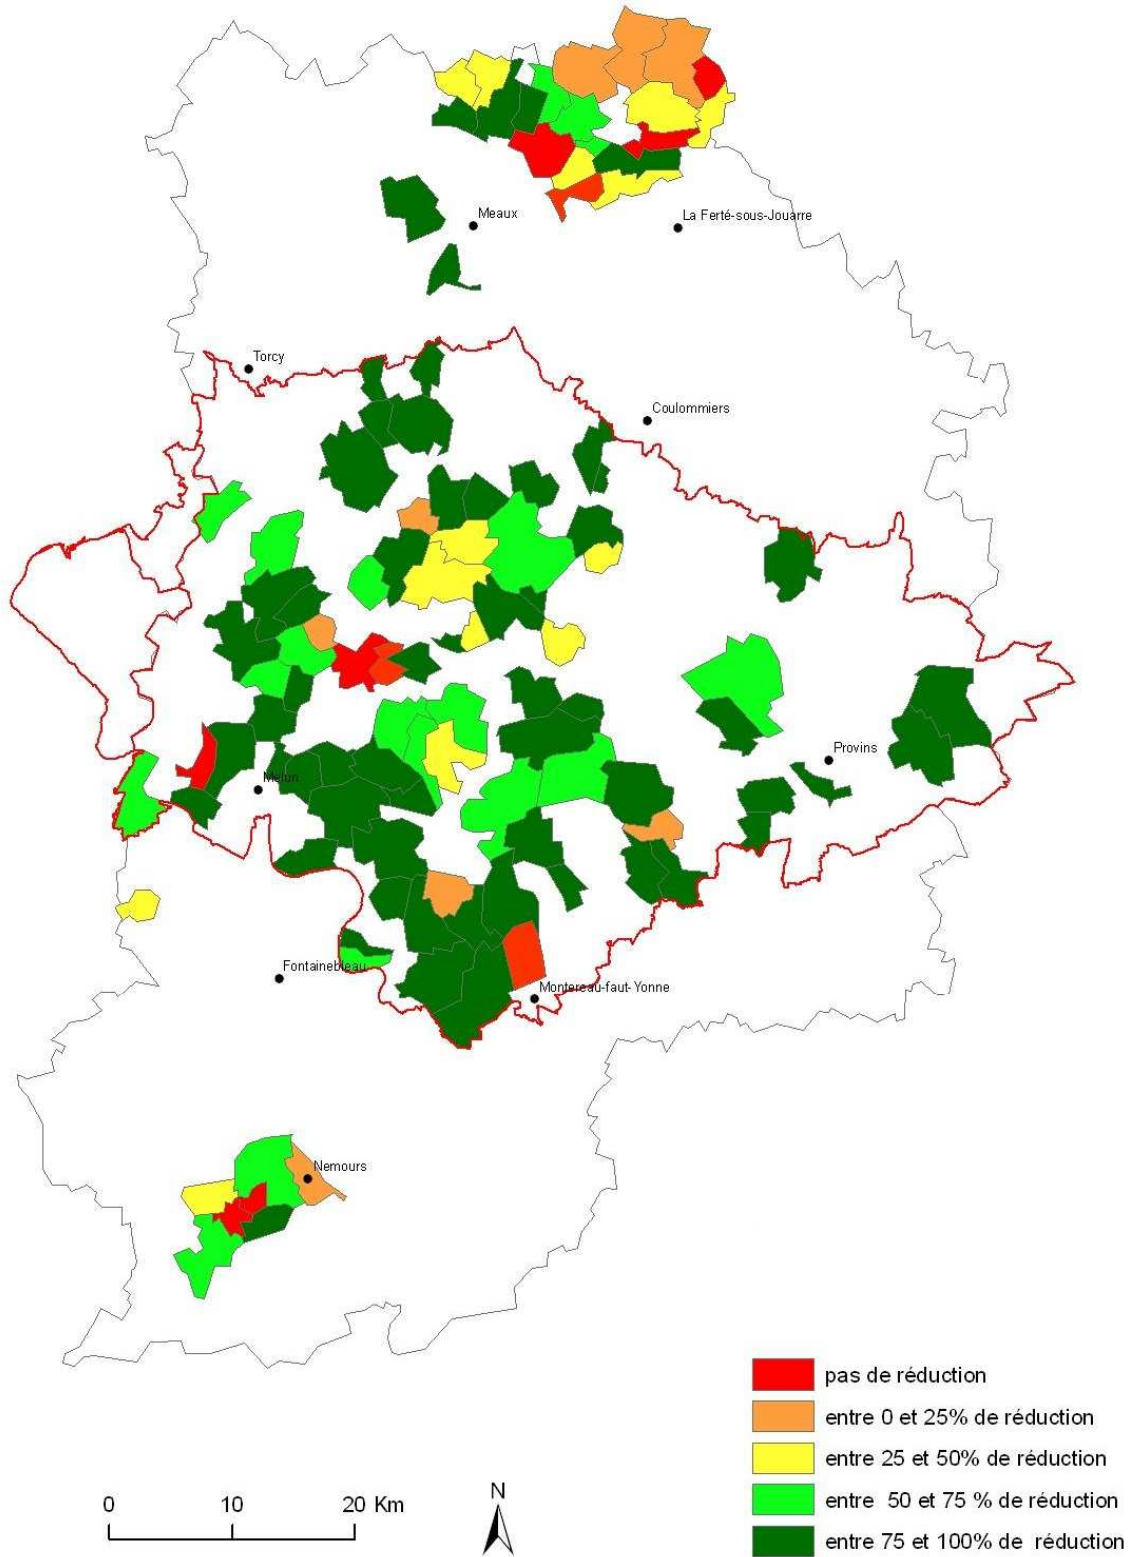 Meaux
La Ferté-sous-Jouarre
Torcy
Coulommiers
Provins
Melun
Fontainebleau
Montereau-faut-Yonne
Nemours
pas de réduction
entre 0 et 25% de réduction
entre 25 et 50% de réduction
entre 50 et 75 % de réduction
entre 75 et 100% de réduction
0 10 20 Km
N